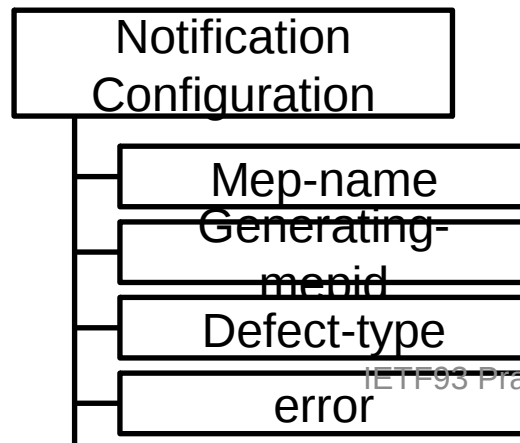 Notification
Configuration
Mep-name
Generating-
mepid
Defect-type
IETF93 Pra
error